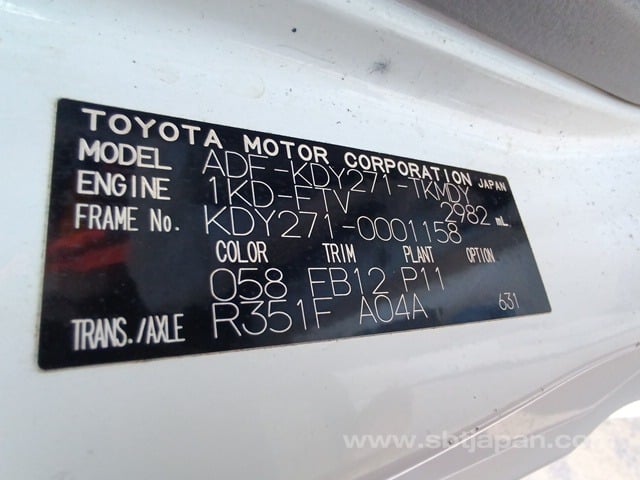 TOYOTA MOTOR CORPORATION JAPAN
MODEL ADF-KDY271-TKMDY
ENGINE 1KD-FTV 2982 mL
FRAME No. KDY271-0001158
COLOR TRIM PLANT OPTION
058 FB12 P11
TRANS./AXLE R351F A04A 631
www.sbtjapan.com